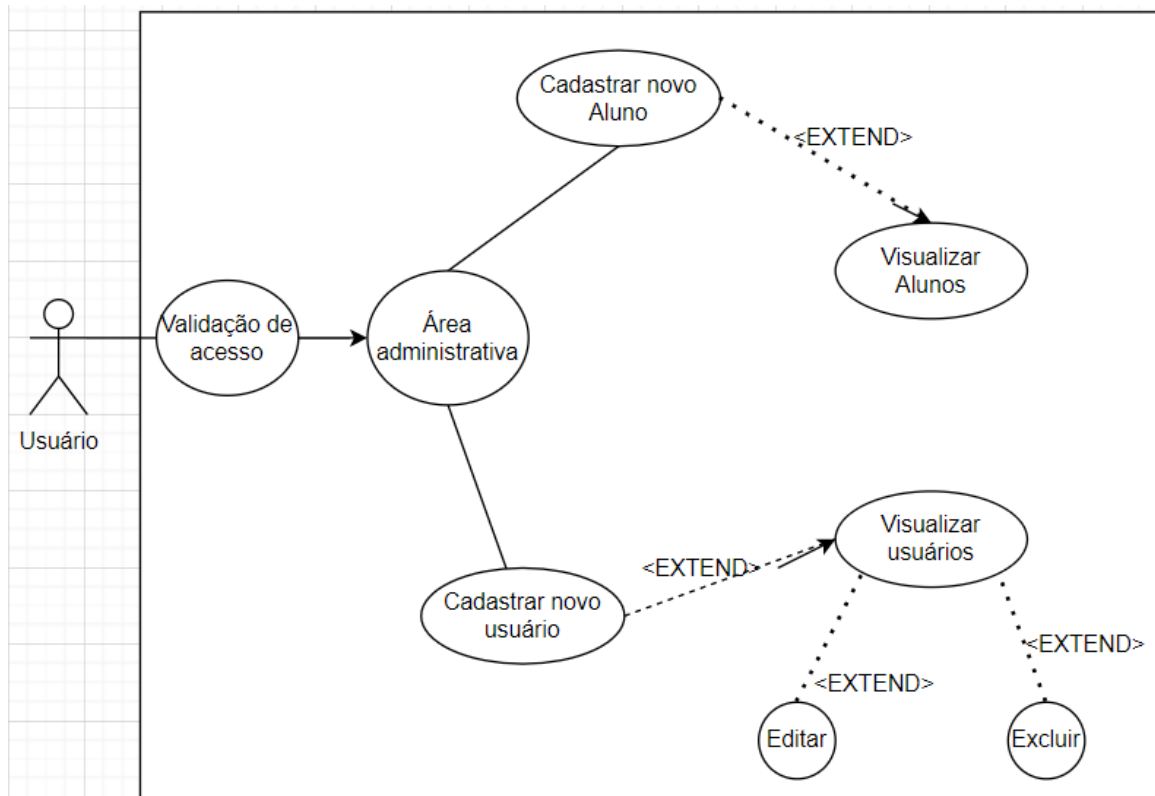 Cadastrar novo
Aluno
<EXTEND>
Visualizar
Alunos
Validação de
acesso
Área
administrativa
Usuário
Visualizar
usuários
<EXTEND>
Cadastrar novo
usuário
<EXTEND>
<EXTEND>
Editar
Excluir